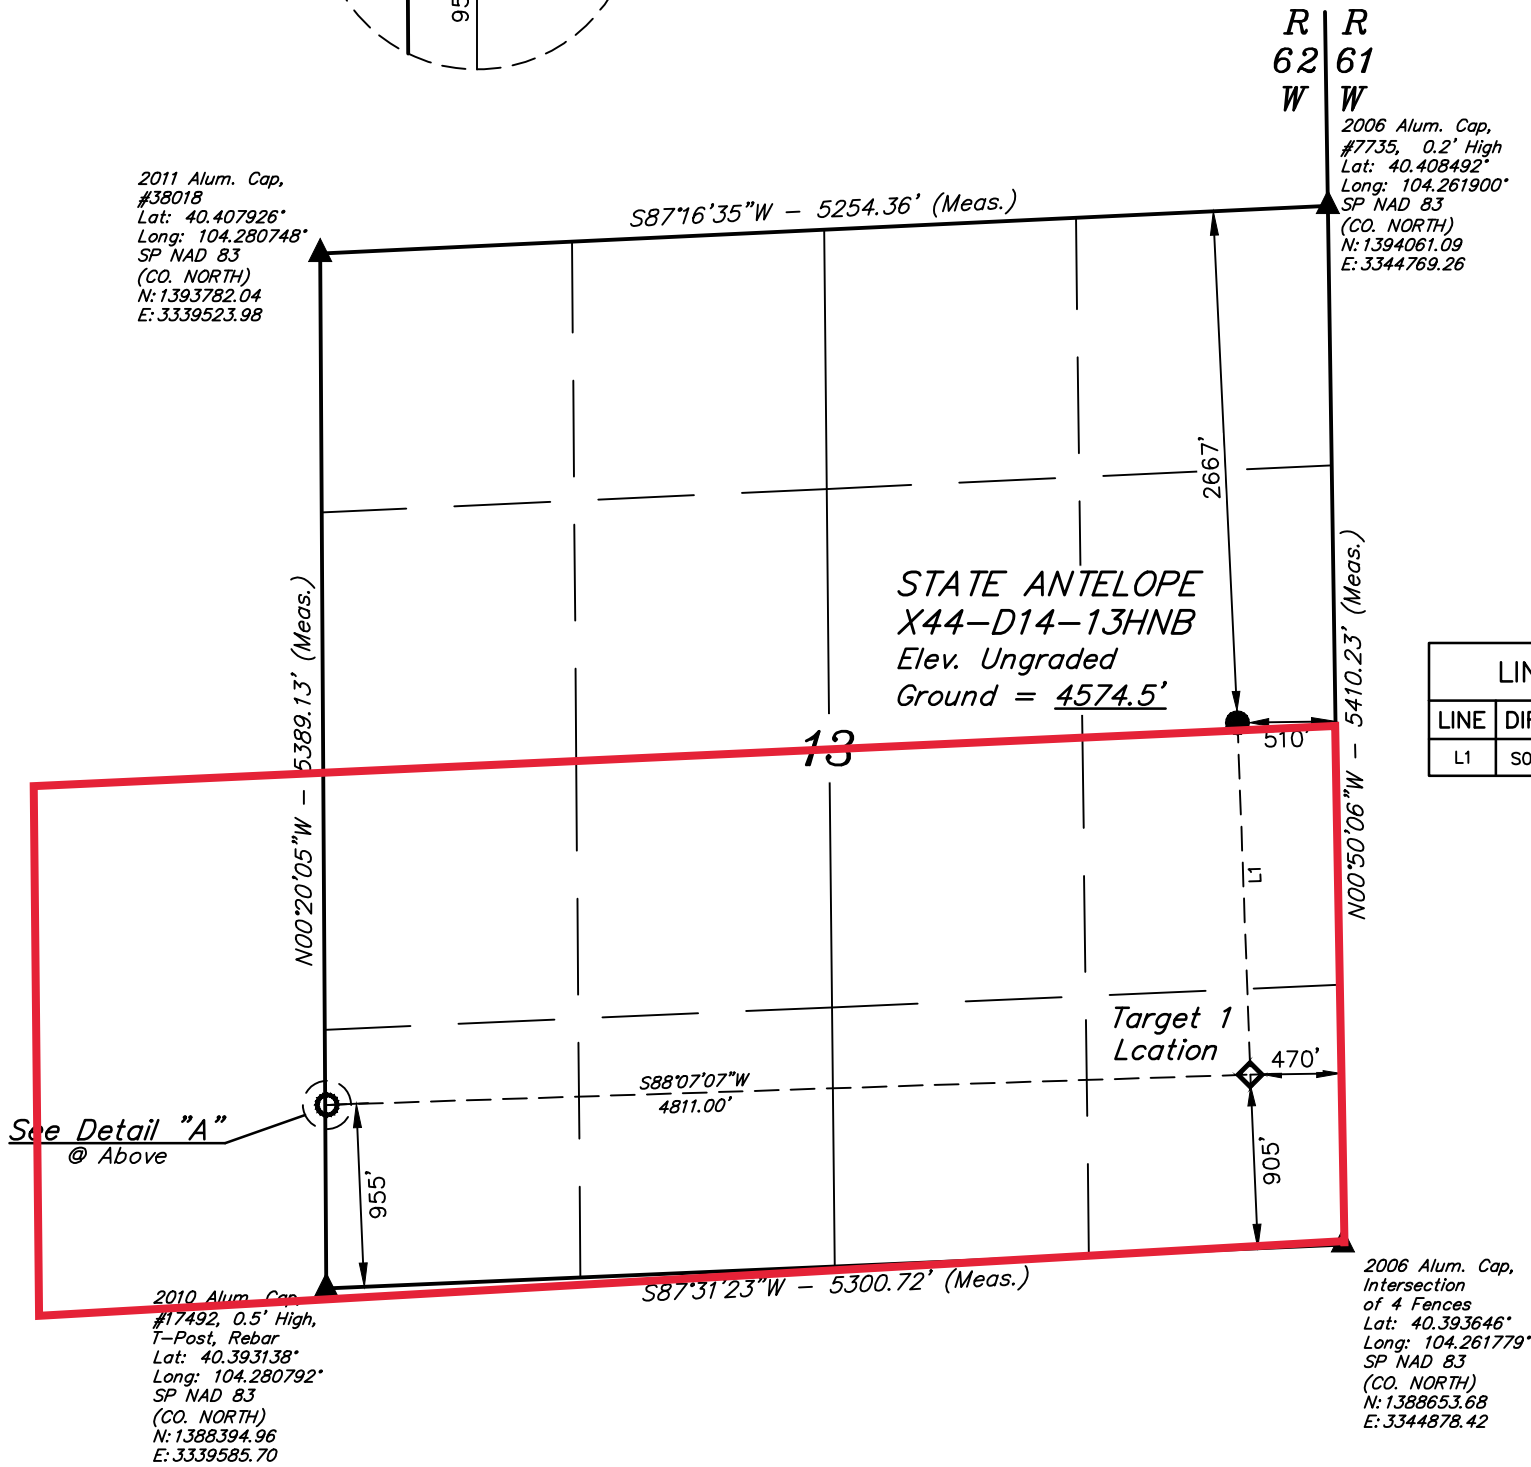 95
R R
62 61
W W
2006 Alum. Cap,
#7735, 0.2' High
Lat: 40.408492°
Long: 104.261900°
SP NAD 83
(CO. NORTH)
N: 1394061.09
E: 3344769.26
2011 Alum. Cap,
#38018
Lat: 40.407926°
Long: 104.280748°
SP NAD 83
(CO. NORTH)
N: 1393782.04
E: 3339523.98
S87°16'35"W – 5254.36' (Meas.)
2667'
STATE ANTELOPE
X44–D14–13HNB
Elev. Ungraded
Ground = 4574.5'
N00°20'05"W – 5389.13' (Meas.)
N00°50'06"W – 5410.23' (Meas.)
LIN
LINE DIF
L1 S0
13
510'
L1
Target 1
Lcation
470'
S88°07'07"W
4811.00'
See Detail "A"
@ Above
955'
905'
S87°31'23"W – 5300.72' (Meas.)
2010 Alum. Cap,
#17492, 0.5' High,
T–Post, Rebar
Lat: 40.393138°
Long: 104.280792°
SP NAD 83
(CO. NORTH)
N: 1388394.96
E: 3339585.70
2006 Alum. Cap,
Intersection
of 4 Fences
Lat: 40.393646°
Long: 104.261779°
SP NAD 83
(CO. NORTH)
N: 1388653.68
E: 3344878.42